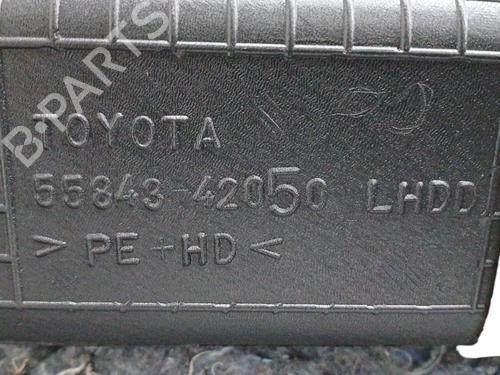 B-PARTS
TOYOTA
55843-42050 LHDD
> PE+HD <